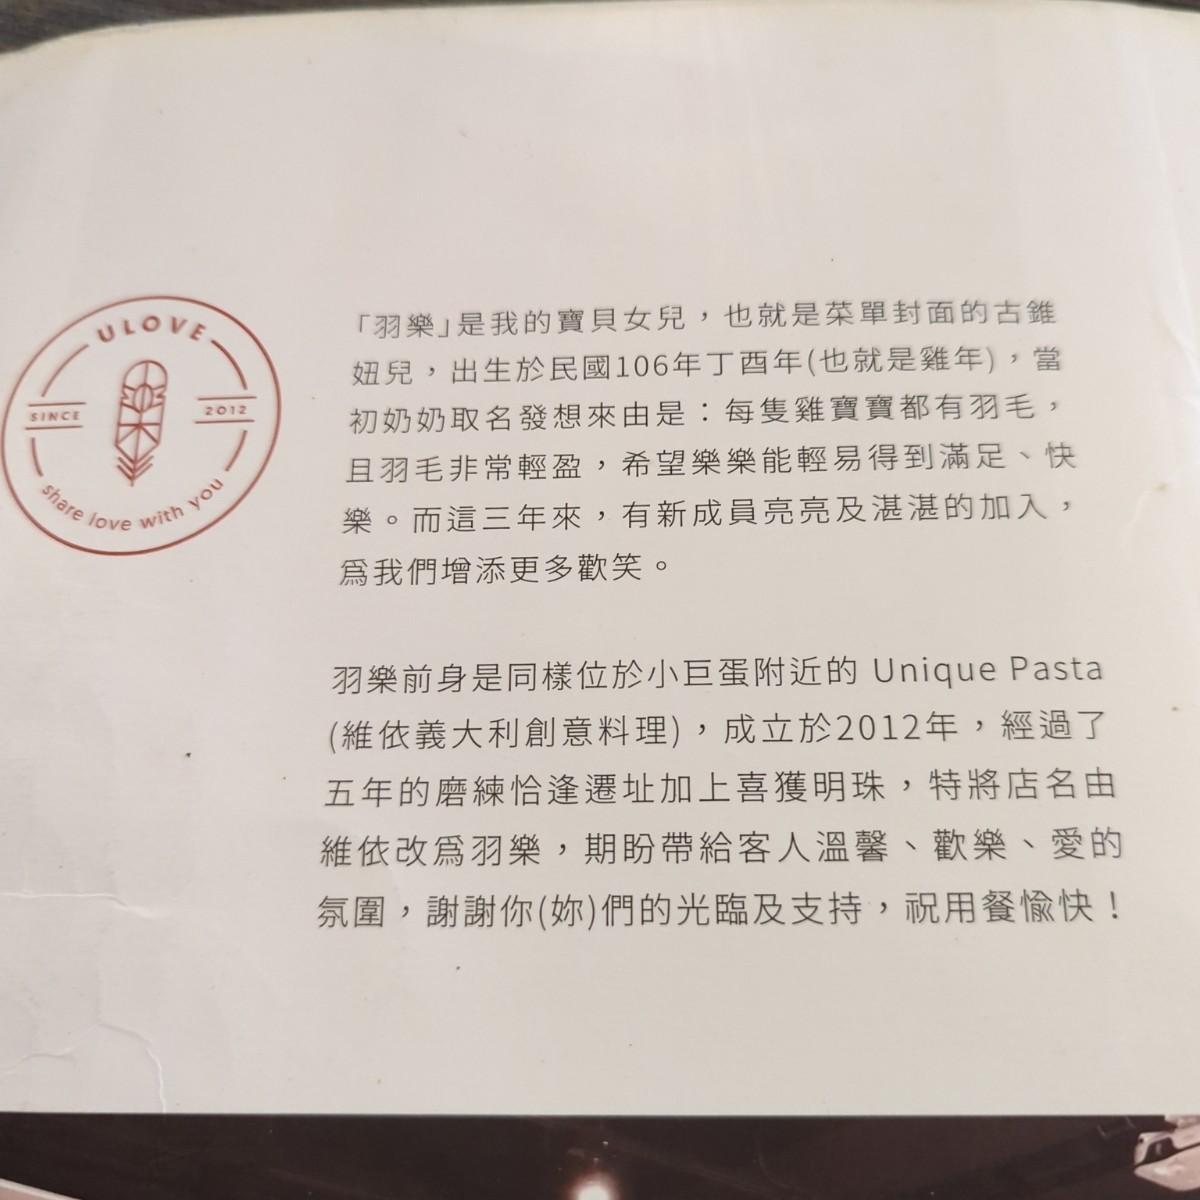 ULOVE
SINCE 2012
share love with you
「羽樂」是我的寶貝女兒，也就是菜單封面的古錐
妞兒，出生於民國106年丁酉年(也就是雞年)，當
初奶奶取名發想來由是：每隻雞寶寶都有羽毛，
且羽毛非常輕盈，希望樂樂能輕易得到滿足、快
樂。而這三年來，有新成員亮亮及湛湛的加入，
爲我們增添更多歡笑。
羽樂前身是同樣位於小巨蛋附近的 Unique Pasta
(維依義大利創意料理)，成立於2012年，經過了
五年的磨練恰逢遷址加上喜獲明珠，特將店名由
維依改爲羽樂，期盼帶給客人溫馨、歡樂、愛的
氛圍，謝謝你(妳)們的光臨及支持，祝用餐愉快！